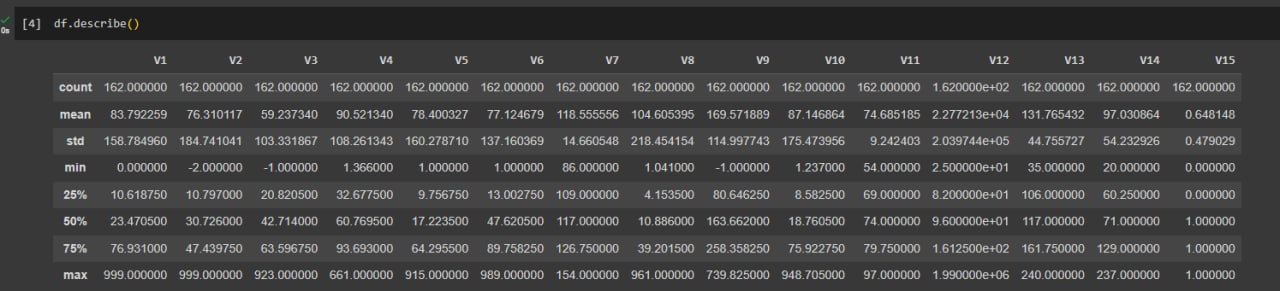 [4] df.describe()
0s
V1 V2 V3 V4 V5 V6 V7 V8 V9 V10 V11 V12 V13 V14 V15
count 162.000000 162.000000 162.000000 162.000000 162.000000 162.000000 162.000000 162.000000 162.000000 162.000000 162.000000 1.620000e+02 162.000000 162.000000 162.000000
mean 83.792259 76.310117 59.237340 90.521340 78.400327 77.124679 118.555556 104.605395 169.571889 87.146864 74.685185 2.277213e+04 131.765432 97.030864 0.648148
std 158.784960 184.741041 103.331867 108.261343 160.278710 137.160369 14.660548 218.454154 114.997743 175.473956 9.242403 2.039744e+05 44.755727 54.232926 0.479029
min 0.000000 -2.000000 -1.000000 1.366000 1.000000 1.000000 86.000000 1.041000 -1.000000 1.237000 54.000000 2.500000e+01 35.000000 20.000000 0.000000
25% 10.618750 10.797000 20.820500 32.677500 9.756750 13.002750 109.000000 4.153500 80.646250 8.582500 69.000000 8.200000e+01 106.000000 60.250000 0.000000
50% 23.470500 30.726000 42.714000 60.769500 17.223500 47.620500 117.000000 10.886000 163.662000 18.760500 74.000000 9.600000e+01 117.000000 71.000000 1.000000
75% 76.931000 47.439750 63.596750 93.693000 64.295500 89.758250 126.750000 39.201500 258.358250 75.922750 79.750000 1.612500e+02 161.750000 129.000000 1.000000
max 999.000000 999.000000 923.000000 661.000000 915.000000 989.000000 154.000000 961.000000 739.825000 948.705000 97.000000 1.990000e+06 240.000000 237.000000 1.000000